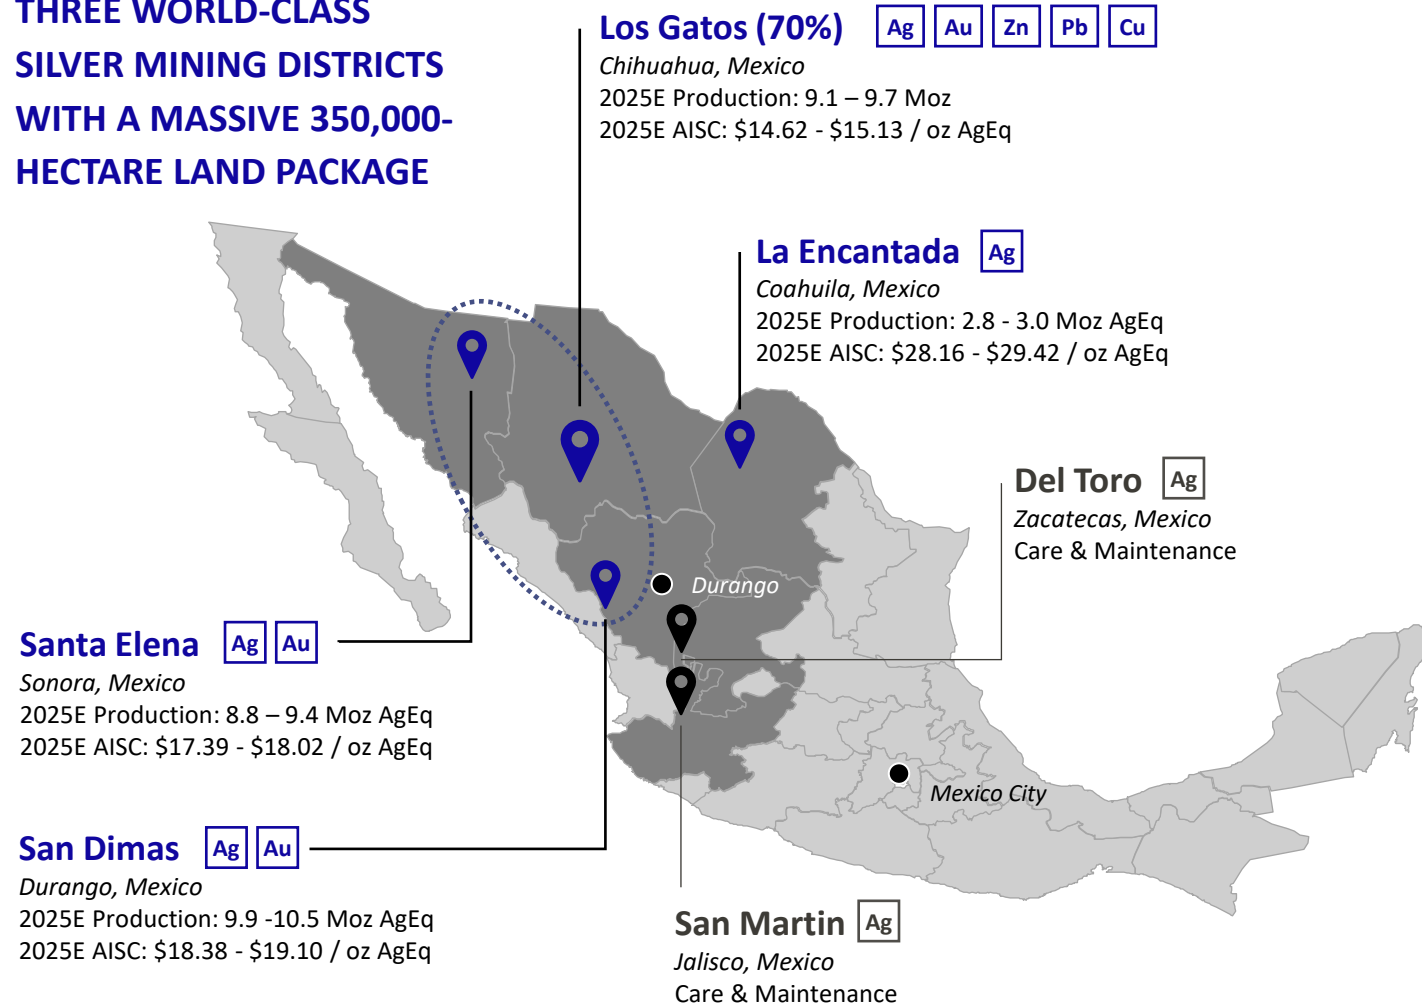 THREE WORLD-CLASS
SILVER MINING DISTRICTS
WITH A MASSIVE 350,000-
HECTARE LAND PACKAGE
Los Gatos (70%) Ag Au Zn Pb Cu
Chihuahua, Mexico
2025E Production: 9.1 – 9.7 Moz
2025E AISC: $14.62 - $15.13 / oz AgEq
La Encantada Ag
Coahuila, Mexico
2025E Production: 2.8 - 3.0 Moz AgEq
2025E AISC: $28.16 - $29.42 / oz AgEq
Del Toro Ag
Zacatecas, Mexico
Care & Maintenance
Durango
Santa Elena Ag Au
Sonora, Mexico
2025E Production: 8.8 – 9.4 Moz AgEq
2025E AISC: $17.39 - $18.02 / oz AgEq
Mexico City
San Dimas Ag Au
Durango, Mexico
2025E Production: 9.9 -10.5 Moz AgEq
2025E AISC: $18.38 - $19.10 / oz AgEq
San Martin Ag
Jalisco, Mexico
Care & Maintenance